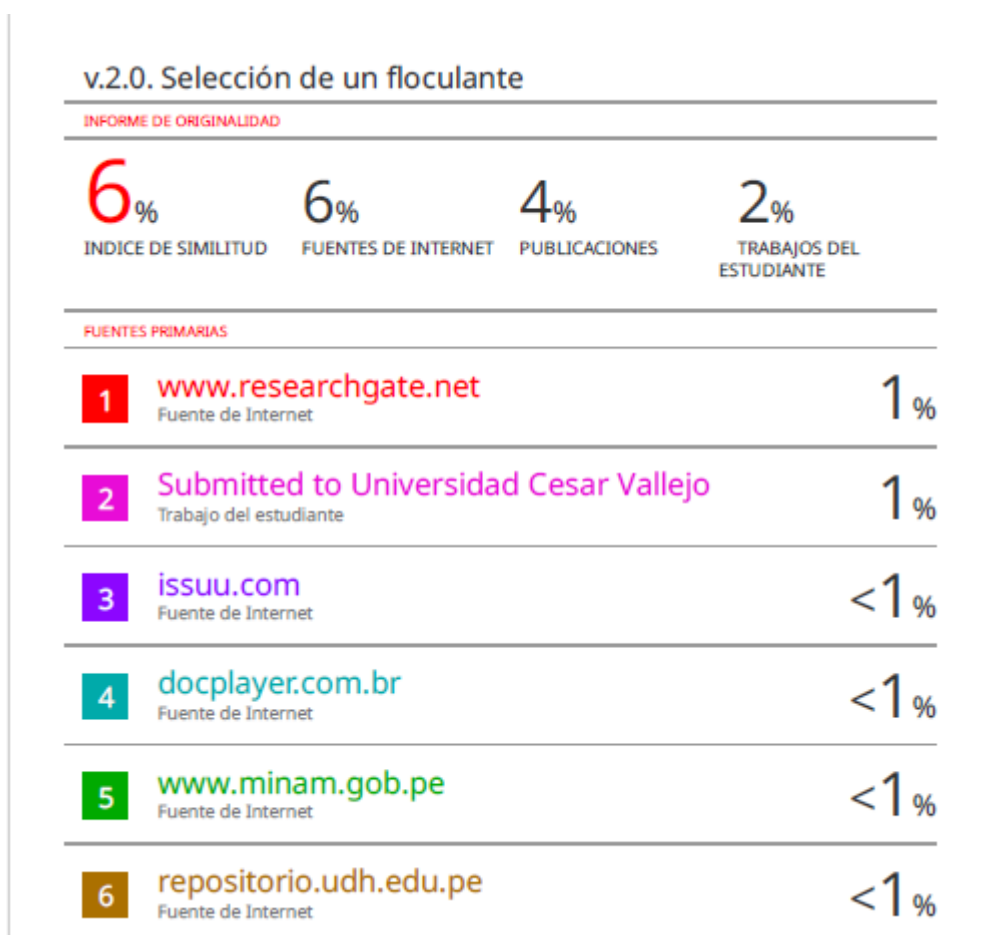 v.2.0. Selección de un floculante
INFORME DE ORIGINALIDAD
6%
INDICE DE SIMILITUD
6%
FUENTES DE INTERNET
4%
PUBLICACIONES
2%
TRABAJOS DEL
ESTUDIANTE
FUENTES PRIMARIAS
1 www.researchgate.net 1%
Fuente de Internet
2 Submitted to Universidad Cesar Vallejo 1%
Trabajo del estudiante
3 issuu.com <1%
Fuente de Internet
4 docplayer.com.br <1%
Fuente de Internet
5 www.minam.gob.pe <1%
Fuente de Internet
6 repositorio.udh.edu.pe <1%
Fuente de Internet